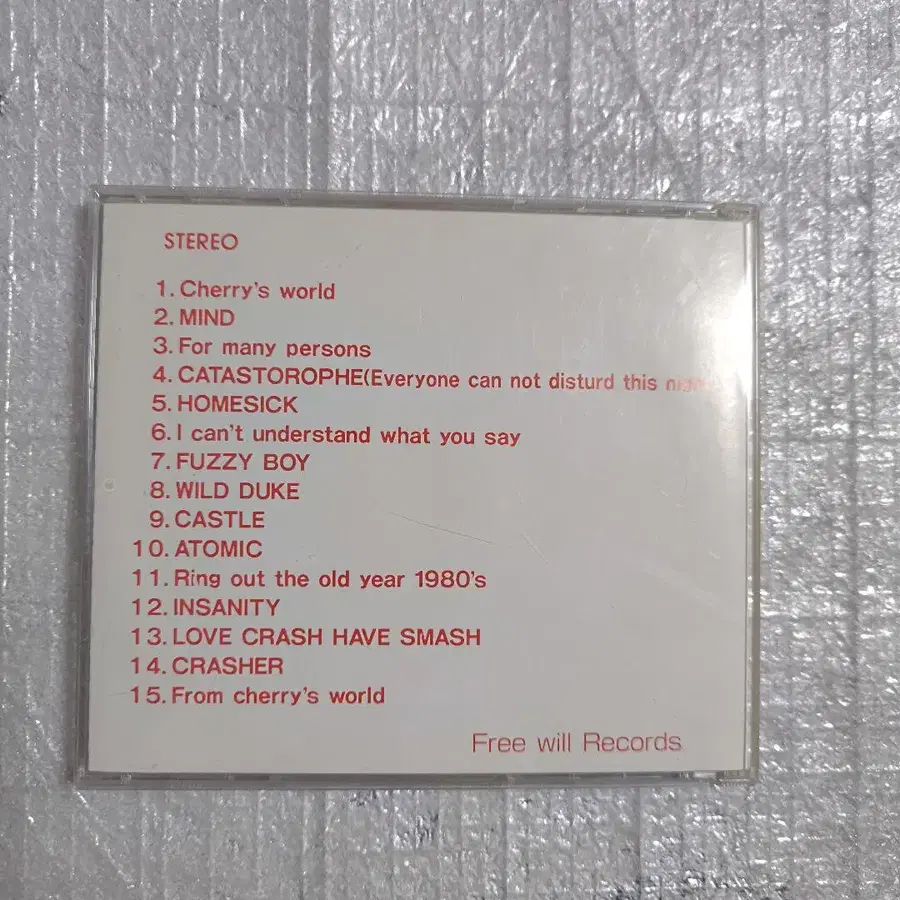 STEREO
1. Cherry's world
2. MIND
3. For many persons
4. CATASTOROPHE(Everyone can not disturd this
5. HOMESICK
6. I can't understand what you say
7. FUZZY BOY
8. WILD DUKE
9. CASTLE
10. ATOMIC
11. Ring out the old year 1980's
12. INSANITY
13. LOVE CRASH HAVE SMASH
14. CRASHER
15. From cherry's world
Free will Records